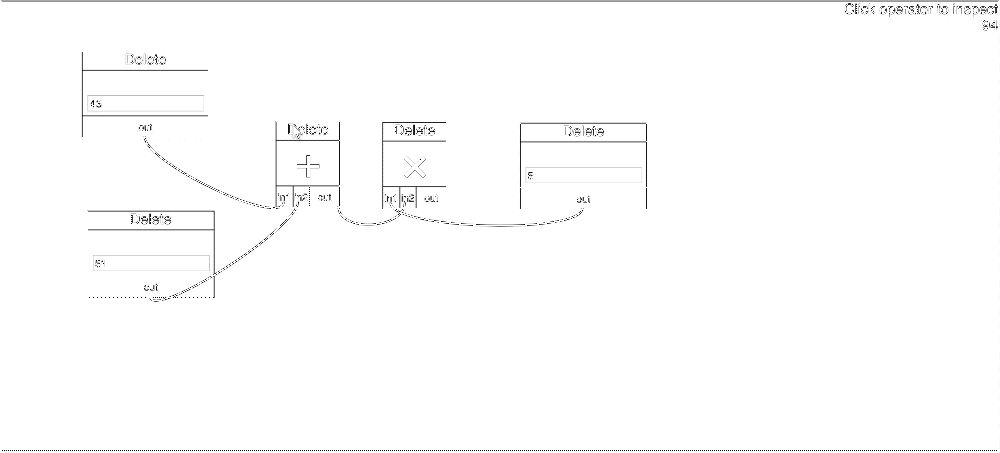 Click operator to inspect
94
Delete
43
out
Delete
in1 in2 out
Delete
in1 in2 out
Delete
out
Delete
51
out